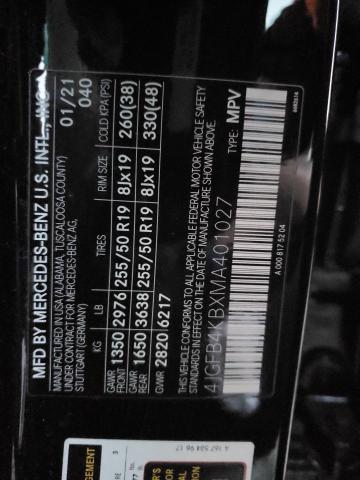 MFD BY MERCEDES-BENZ U.S. INTL., INC.
MANUFACTURED IN USA (ALABAMA, TUSCALOOSA COUNTY) 01/21
UNDER CONTRACT FOR MERCEDES-BENZ AG, 040
STUTTGART (GERMANY)
KG LB TIRES RIM SIZE COLD KPA (PSI)
GAWR FRONT 1350 2976 255/50 R19 8Jx19 260(38)
GAWR REAR 1650 3638 255/50 R19 8Jx19 330(48)
GVWR 2820 6217
THIS VEHICLE CONFORMS TO ALL APPLICABLE FEDERAL MOTOR VEHICLE SAFETY
STANDARDS IN EFFECT ON THE DATE OF MANUFACTURE SHOWN ABOVE.
4JGFB4KBXMA401027 TYPE: MPV
A 000 817 52 04
A 167 584 96 17